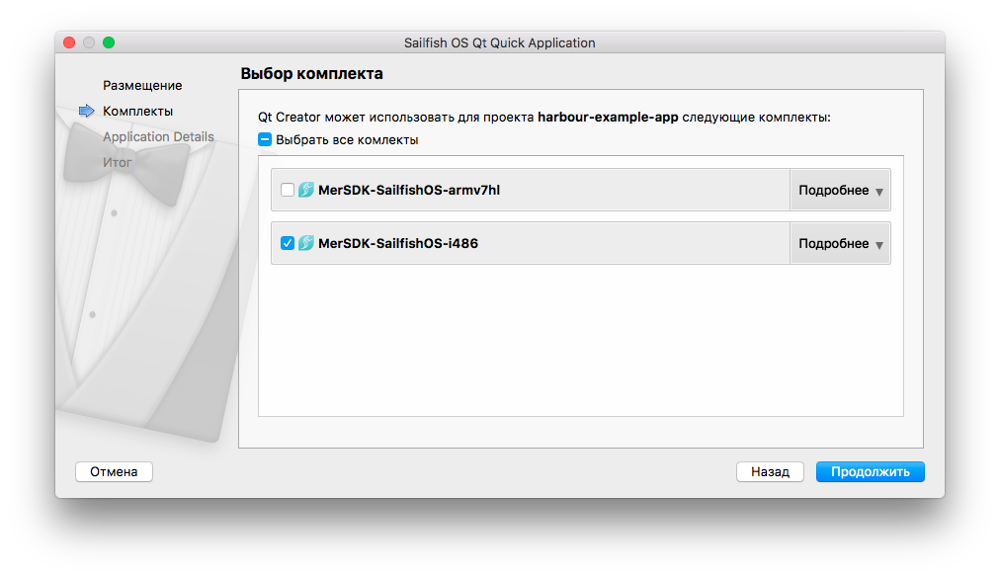 Sailfish OS Qt Quick Application
Размещение
Комплекты
Application Details
Итог
Выбор комплекта
Qt Creator может использовать для проекта harbour-example-app следующие комплекты:
Выбрать все комлекты
MerSDK-SailfishOS-armv7hl
Подробнее
MerSDK-SailfishOS-i486
Подробнее
Отмена
Назад
Продолжить